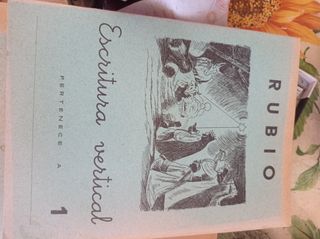 RUBIO
Escritura vertical
PERTENECE A
1